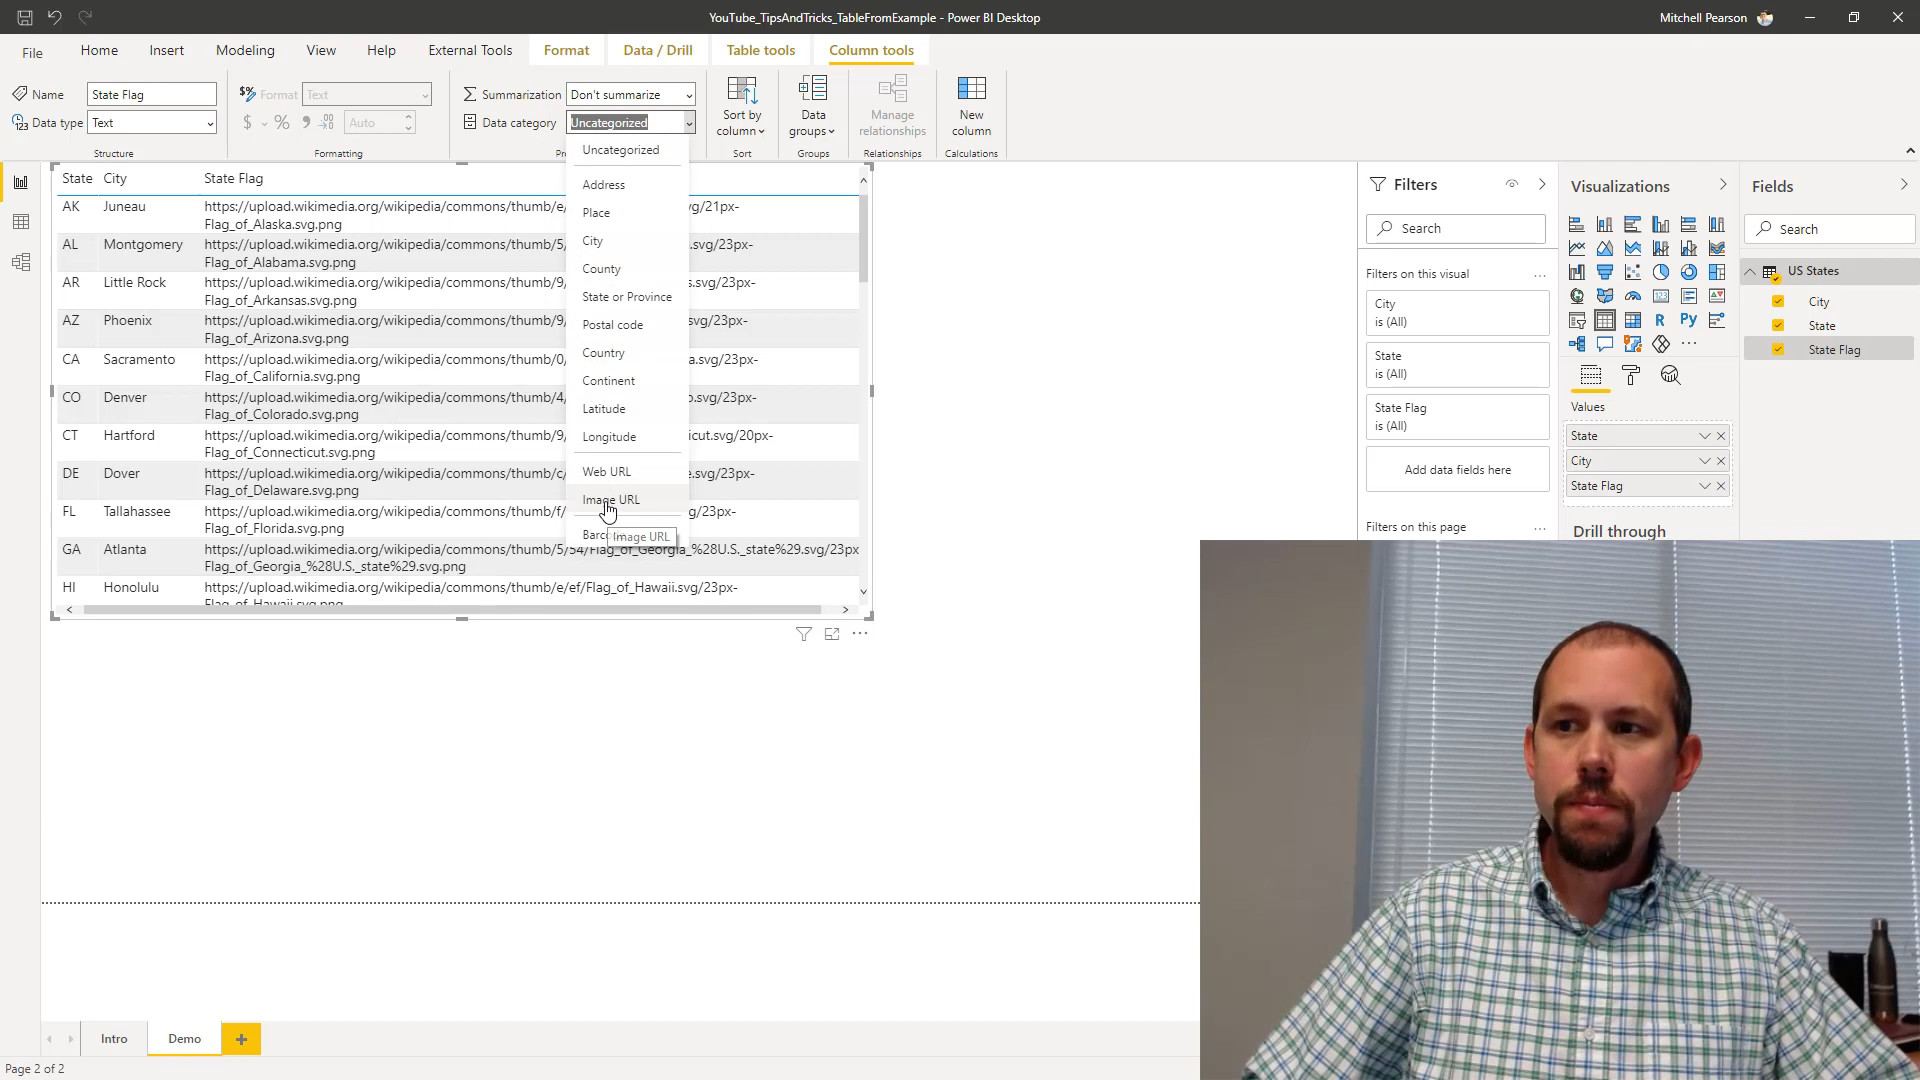 YouTube_TipsAndTricks_TableFromExample - Power BI Desktop
Mitchell Pearson
File
Home
Insert
Modeling
View
Help
External Tools
Format
Data / Drill
Table tools
Column tools
Name
State Flag
Data type
Text
Structure
Format
Text
$
%
Auto
Formatting
Summarization
Don't summarize
Data category
Uncategorized
Sort by
column
Sort
Data
groups
Groups
Manage
relationships
Relationships
New
column
Calculations
Uncategorized
Address
Place
City
County
State or Province
Postal code
Country
Continent
Latitude
Longitude
Web URL
Image URL
Image URL
State City State Flag
AK Juneau https://upload.wikimedia.org/wikipedia/commons/thumb/e/ vg/21px-
Flag_of_Alaska.svg.png
AL Montgomery https://upload.wikimedia.org/wikipedia/commons/thumb/5/ .svg/23px-
Flag_of_Alabama.svg.png
AR Little Rock https://upload.wikimedia.org/wikipedia/commons/thumb/9/ s.svg/23px-
Flag_of_Arkansas.svg.png
AZ Phoenix https://upload.wikimedia.org/wikipedia/commons/thumb/9/ svg/23px-
Flag_of_Arizona.svg.png
CA Sacramento https://upload.wikimedia.org/wikipedia/commons/thumb/0/ a.svg/23px-
Flag_of_California.svg.png
CO Denver https://upload.wikimedia.org/wikipedia/commons/thumb/4/ o.svg/23px-
Flag_of_Colorado.svg.png
CT Hartford https://upload.wikimedia.org/wikipedia/commons/thumb/9/ icut.svg/20px-
Flag_of_Connecticut.svg.png
DE Dover https://upload.wikimedia.org/wikipedia/commons/thumb/c/ e.svg/23px-
Flag_of_Delaware.svg.png
FL Tallahassee https://upload.wikimedia.org/wikipedia/commons/thumb/f/ g/23px-
Flag_of_Florida.svg.png
GA Atlanta https://upload.wikimedia.org/wikipedia/commons/thumb/5/54/Flag_of_Georgia_%28U.S._state%29.svg/23px
Flag_of_Georgia_%28U.S._state%29.svg.png
HI Honolulu https://upload.wikimedia.org/wikipedia/commons/thumb/e/ef/Flag_of_Hawaii.svg/23px-
Flag_of_Hawaii.svg.png
Filters
Search
Filters on this visual
City
is (All)
State
is (All)
State Flag
is (All)
Add data fields here
Filters on this page
Visualizations
R
Py
Values
State
City
State Flag
Drill through
Fields
Search
US States
City
State
State Flag
Intro
Demo
+
Page 2 of 2